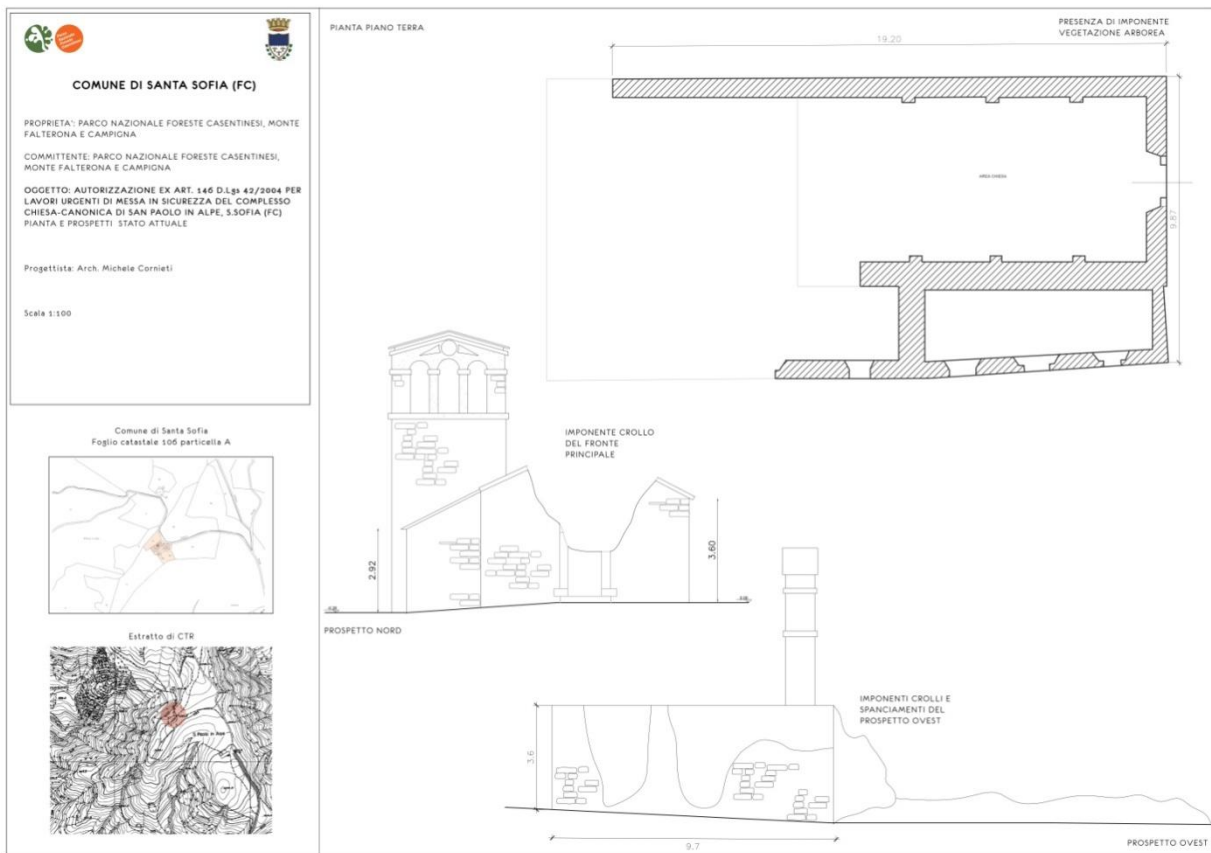 COMUNE DI SANTA SOFIA (FC)
PROPRIETA': PARCO NAZIONALE FORESTE CASENTINESI, MONTE
FALTERONA E CAMPIGNA
COMMITTENTE: PARCO NAZIONALE FORESTE CASENTINESI,
MONTE FALTERONA E CAMPIGNA
OGGETTO: AUTORIZZAZIONE EX ART. 146 D.Lgs 42/2004 PER
LAVORI URGENTI DI MESSA IN SICUREZZA DEL COMPLESSO
CHIESA-CANONICA DI SAN PAOLO IN ALPE, S.SOFIA (FC)
PIANTA E PROSPETTI STATO ATTUALE
Progettista: Arch. Michele Cornieti
Scala 1:100
Comune di Santa Sofia
Foglio catastale 106 particella A
Estratto di CTR
PIANTA PIANO TERRA
PRESENZA DI IMPONENTE
VEGETAZIONE ARBOREA
19.20
AREA CHIESA
9.87
IMPONENTE CROLLO
DEL FRONTE
PRINCIPALE
2.92
3.60
PROSPETTO NORD
IMPONENTI CROLLI E
SPANCIAMENTI DEL
PROSPETTO OVEST
3.6
9.7
PROSPETTO OVEST